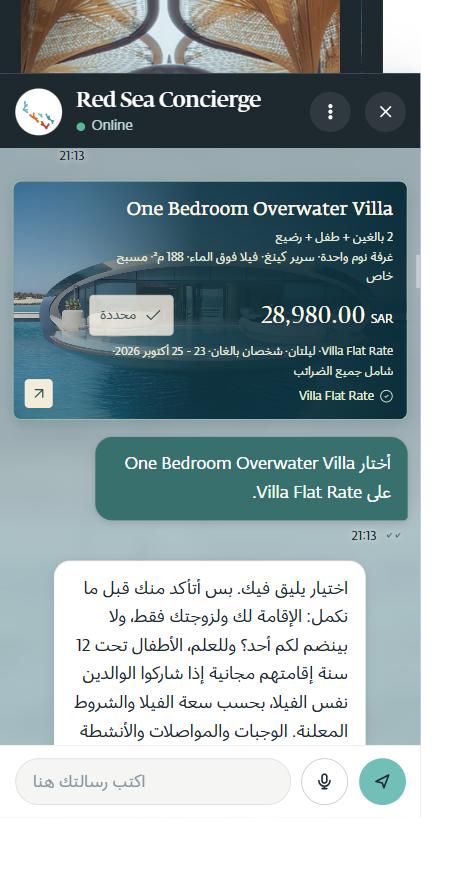 Red Sea Concierge
Online
21:13
One Bedroom Overwater Villa
2 بالغين + طفل + رضيع
غرفة نوم واحدة· سرير كينغ· فيلا فوق الماء· 188 م²· مسبح
خاص
28,980.00 SAR
محددة
Villa Flat Rate· ليلتان· شخصان بالغان· 23 - 25 أكتوبر 2026·
شامل جميع الضرائب
Villa Flat Rate
أختار One Bedroom Overwater Villa
على Villa Flat Rate.
21:13
اختيار يليق فيك. بس أتأكد منك قبل ما
نكمل: الإقامة لك ولزوجتك فقط، ولا
بينضم لكم أحد؟ وللعلم، الأطفال تحت 12
سنة إقامتهم مجانية إذا شاركوا الوالدين
نفس الفيلا، بحسب سعة الفيلا والشروط
المعلنة. الوجبات والمواصلات والأنشطة
اكتب رسالتك هنا